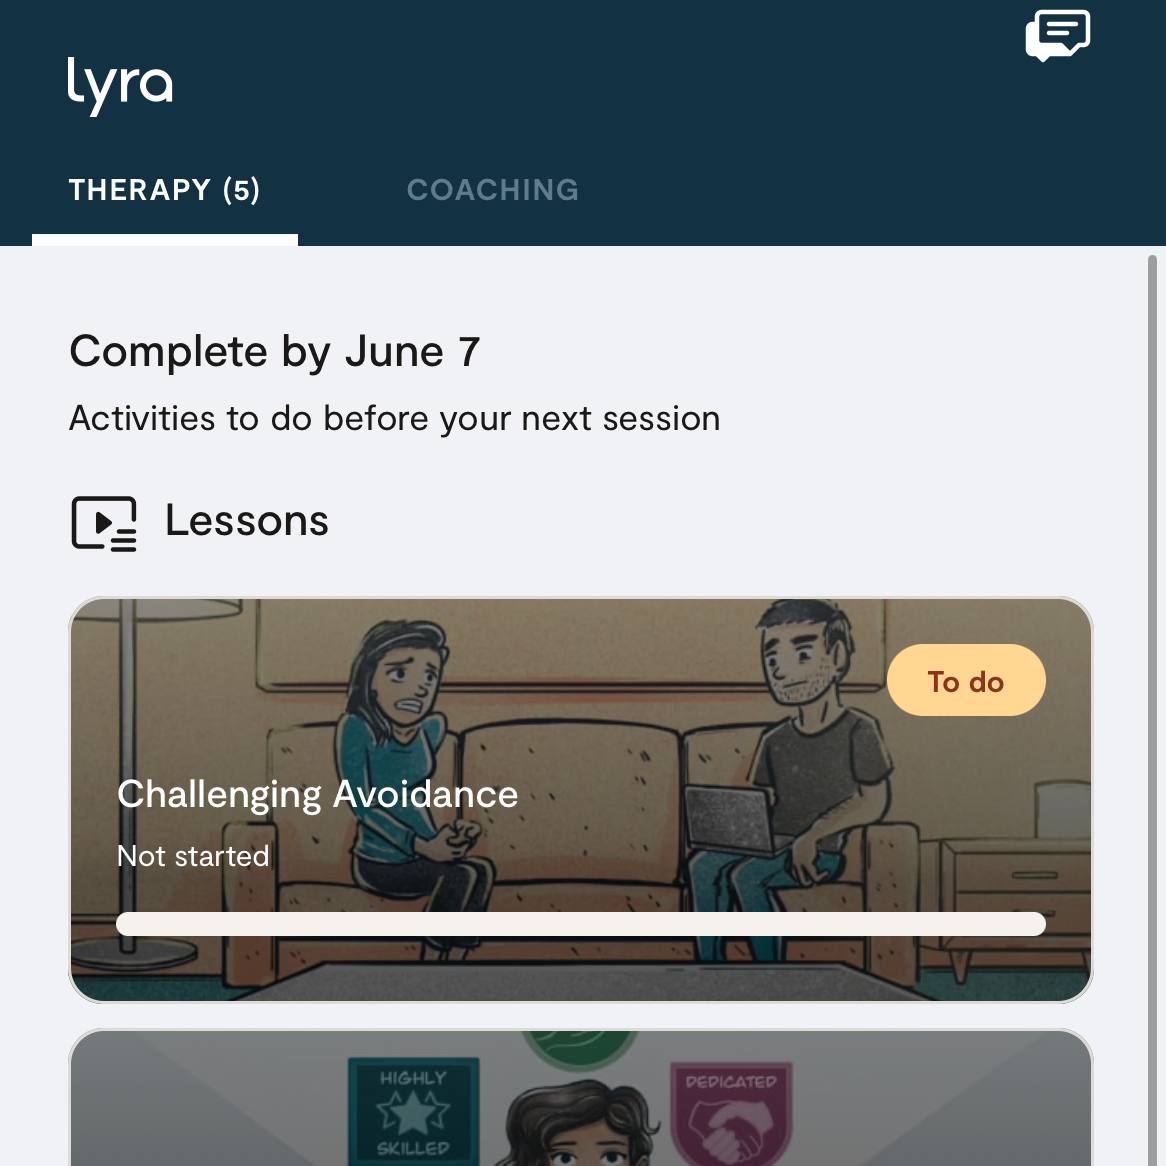 lyra
THERAPY (5)
COACHING
Complete by June 7
Activities to do before your next session
Lessons
To do
Challenging Avoidance
Not started
HIGHLY
SKILLED
DEDICATED